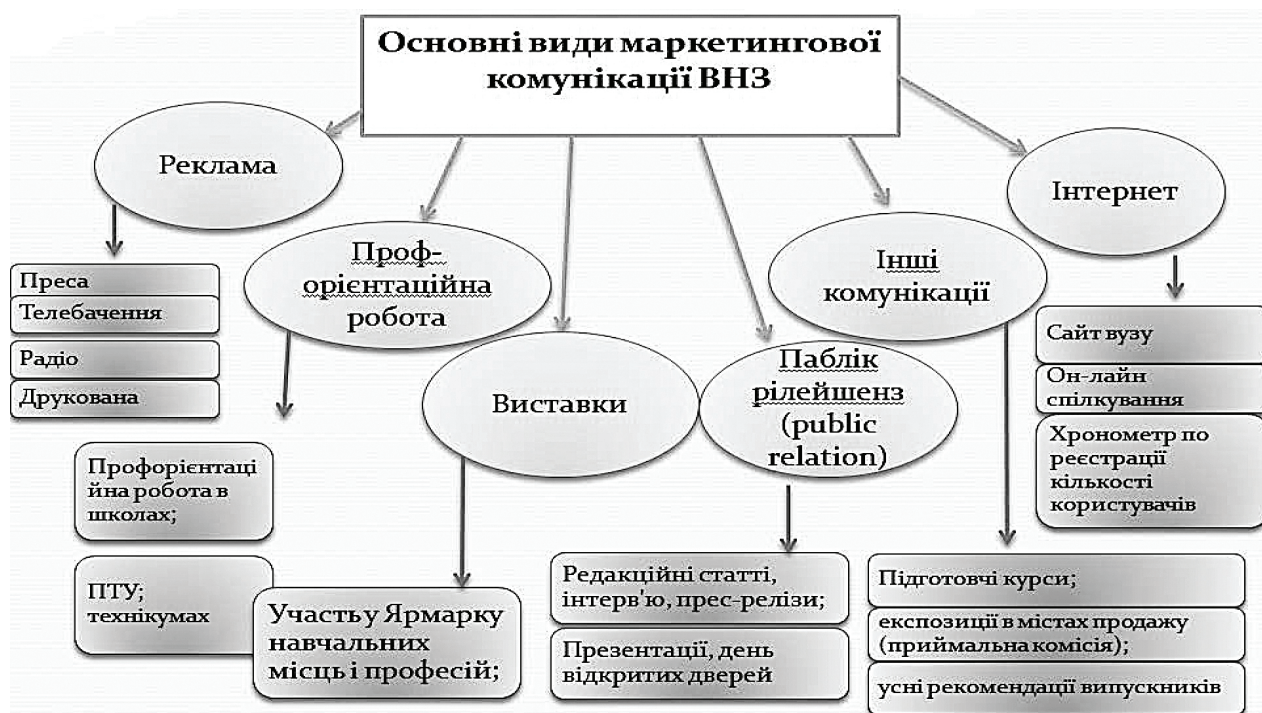 Основні види маркетингової
комунікації ВНЗ
Реклама
Преса
Телебачення
Радіо
Друкована
Проф-
орієнтаційна
робота
Профорієнтаці
йна робота в
школах;
ПТУ;
технікумах
Виставки
Участь у Ярмарку
навчальних
місць і професій;
Паблік
рілейшенз
(public
relation)
Редакційні статті,
інтерв'ю, прес-релізи;
Презентації, день
відкритих дверей
Інші
комунікації
Підготовчі курси;
експозиції в містах продажу
(приймальна комісія);
усні рекомендації випускників
Інтернет
Сайт вузу
Он-лайн
спілкування
Хронометр по
реєстрації
кількості
користувачів